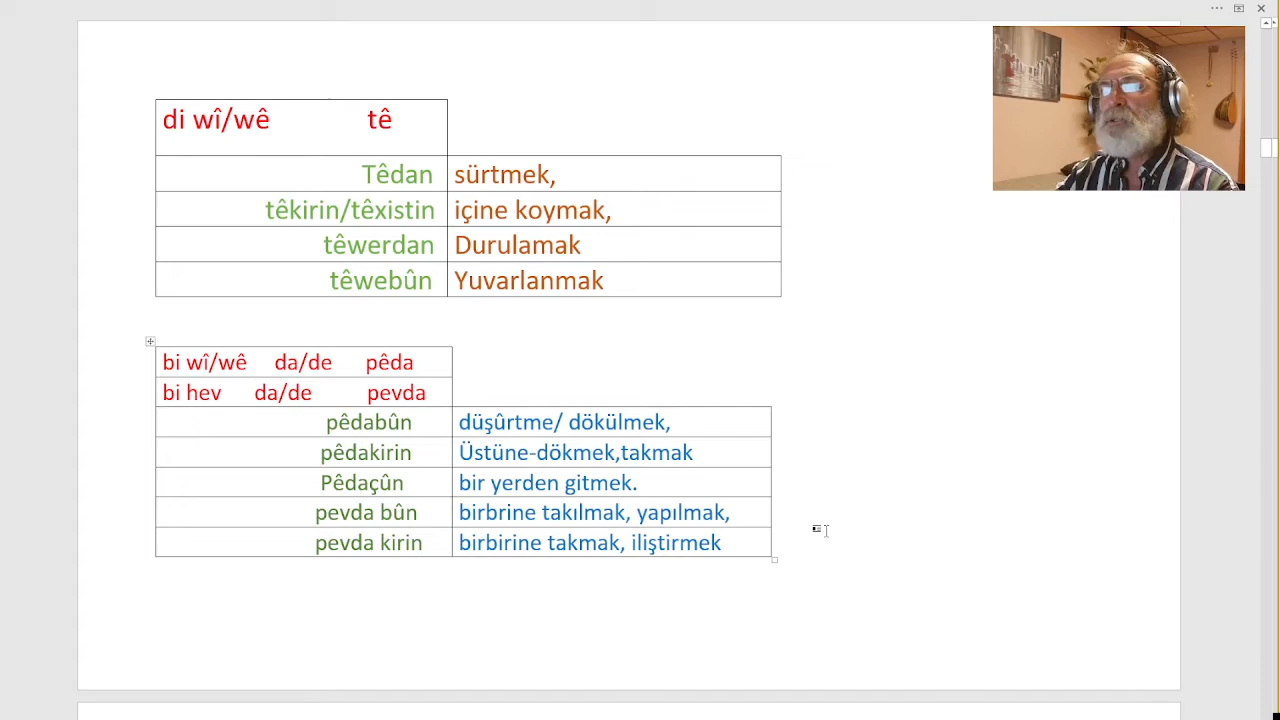 di wî/wê tê
Têdan sürtmek,
têkirin/têxistin içine koymak,
têwerdan Durulamak
têwebûn Yuvarlanmak
bi wî/wê da/de pêda
bi hev da/de pevda
pêdabûn düşûrtme/ dökülmek,
pêdakirin Üstüne-dökmek,takmak
Pêdaçûn bir yerden gitmek.
pevda bûn birbrine takılmak, yapılmak,
pevda kirin birbirine takmak, iliştirmek